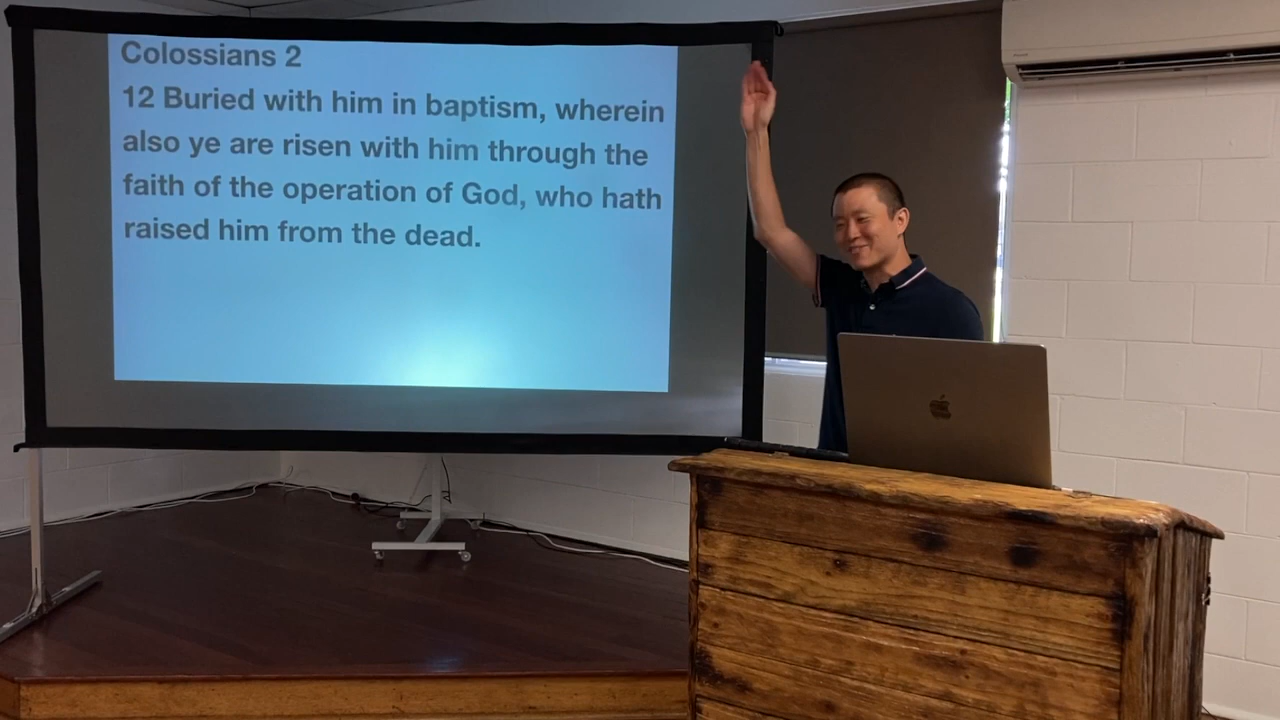 Colossians 2
12 Buried with him in baptism, wherein
also ye are risen with him through the
faith of the operation of God, who hath
raised him from the dead.